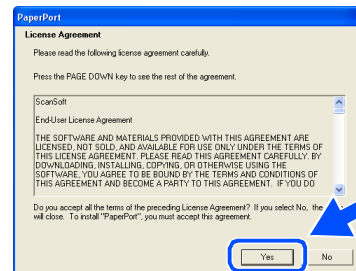 PaperPort
License Agreement
Please read the following license agreement carefully.
Press the PAGE DOWN key to see the rest of the agreement.
ScanSoft
End-User License Agreement
THE SOFTWARE AND MATERIALS PROVIDED WITH THIS AGREEMENT ARE
LICENSED, NOT SOLD, AND AVAILABLE FOR USE ONLY UNDER THE TERMS OF
THIS LICENSE AGREEMENT. PLEASE READ THIS AGREEMENT CAREFULLY. BY
DOWNLOADING, INSTALLING, COPYING, OR OTHERWISE USING THE
SOFTWARE, YOU AGREE TO BE BOUND BY THE TERMS AND CONDITIONS OF
THIS AGREEMENT AND BECOME A PARTY TO THIS AGREEMENT. IF YOU DO
Do you accept all the terms of the preceding License Agreement? If you select No, the
will close. To install "PaperPort", you must accept this agreement.
Yes
No